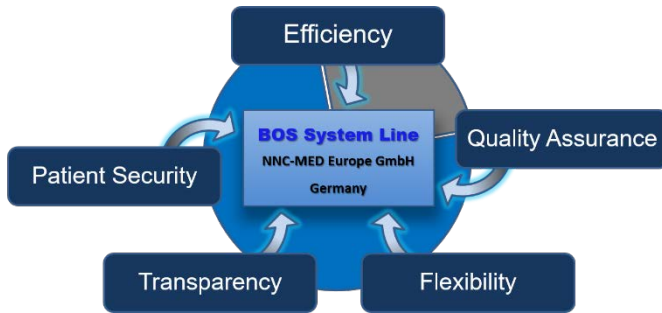 Efficiency
BOS System Line
NNC-MED Europe GmbH
Germany
Quality Assurance
Patient Security
Transparency
Flexibility